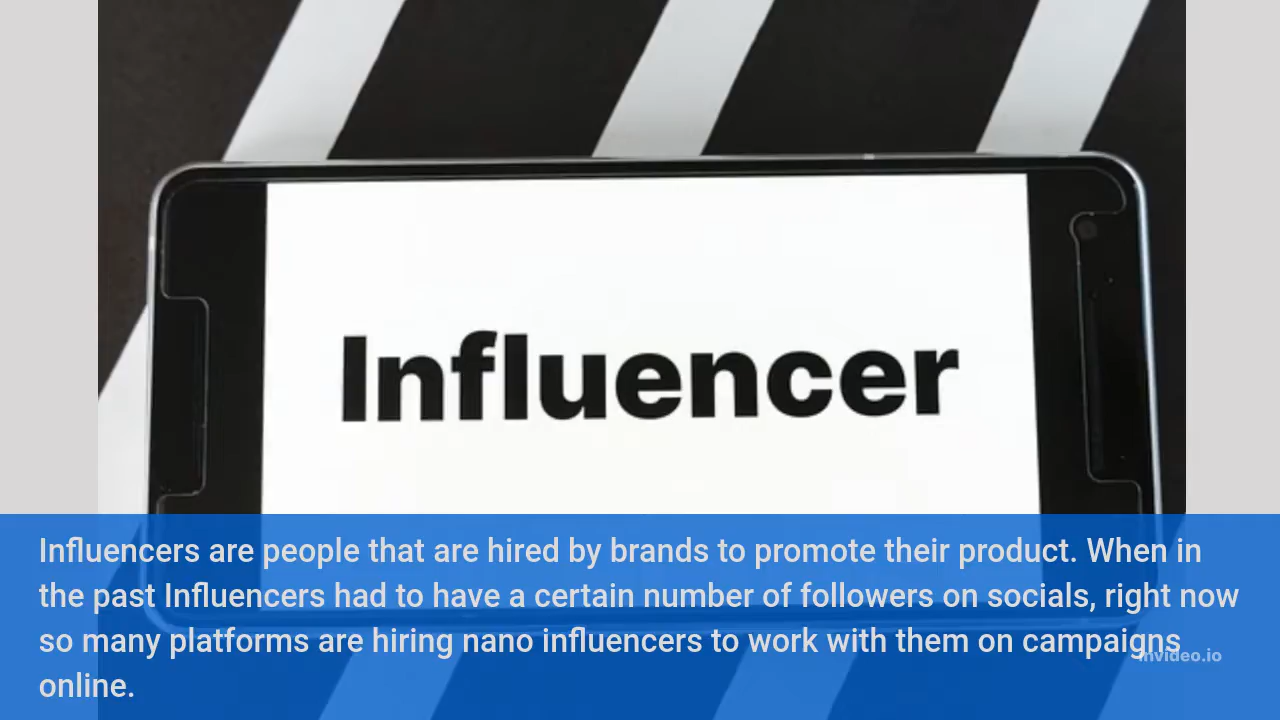 Influencer
Influencers are people that are hired by brands to promote their product. When in
the past Influencers had to have a certain number of followers on socials, right now
so many platforms are hiring nano influencers to work with them on campaigns
online.
invideo.io